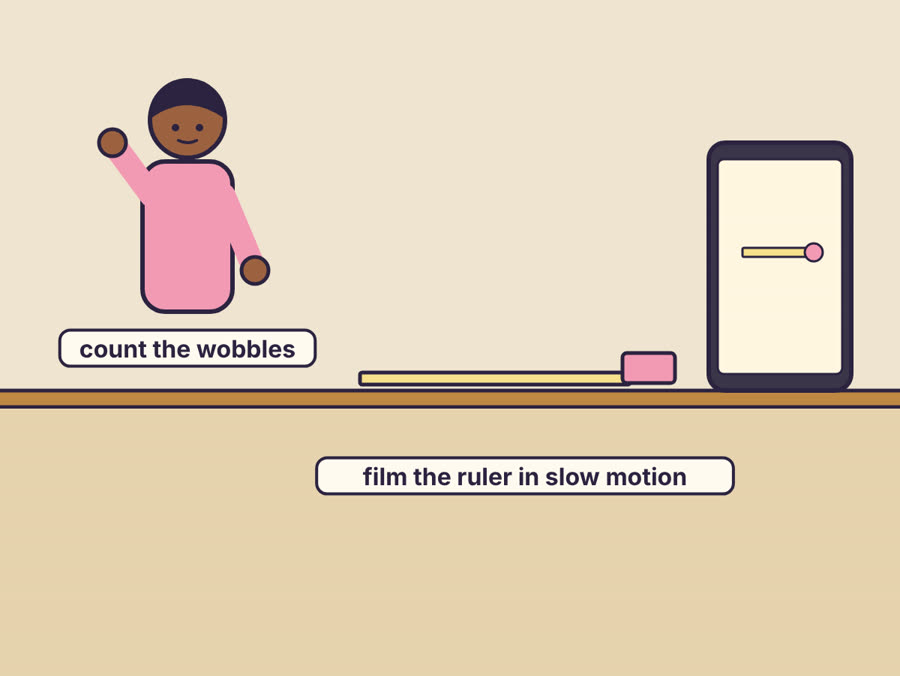 count the wobbles
film the ruler in slow motion